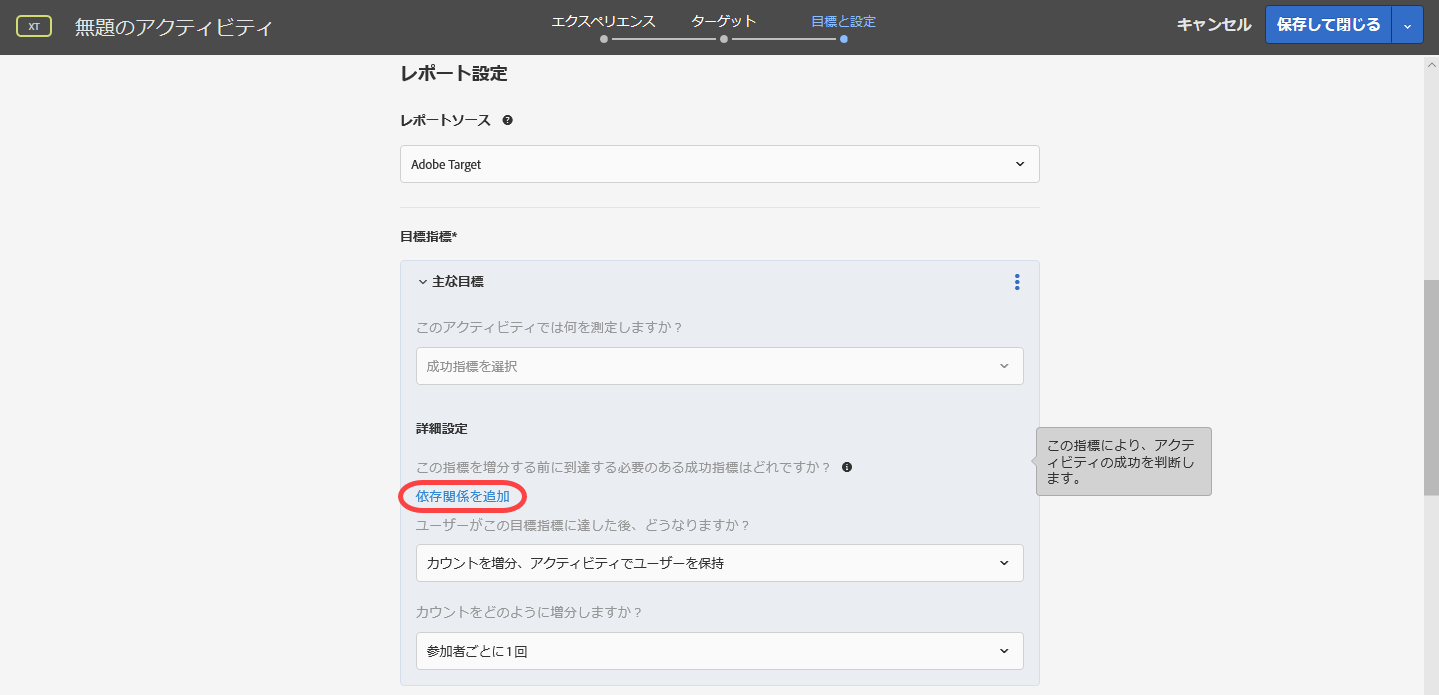 XT
無題のアクティビティ
エクスペリエンス
ターゲット
目標と設定
キャンセル
保存して閉じる
レポート設定
レポートソース
Adobe Target
目標指標*
主な目標
このアクティビティでは何を測定しますか？
成功指標を選択
詳細設定
この指標を増分する前に到達する必要のある成功指標はどれですか？
依存関係を追加
ユーザーがこの目標指標に達した後、どうなりますか？
カウントを増分、アクティビティでユーザーを保持
カウントをどのように増分しますか？
参加者ごとに1回
この指標により、アクテ
ィビティの成功を判断し
ます。